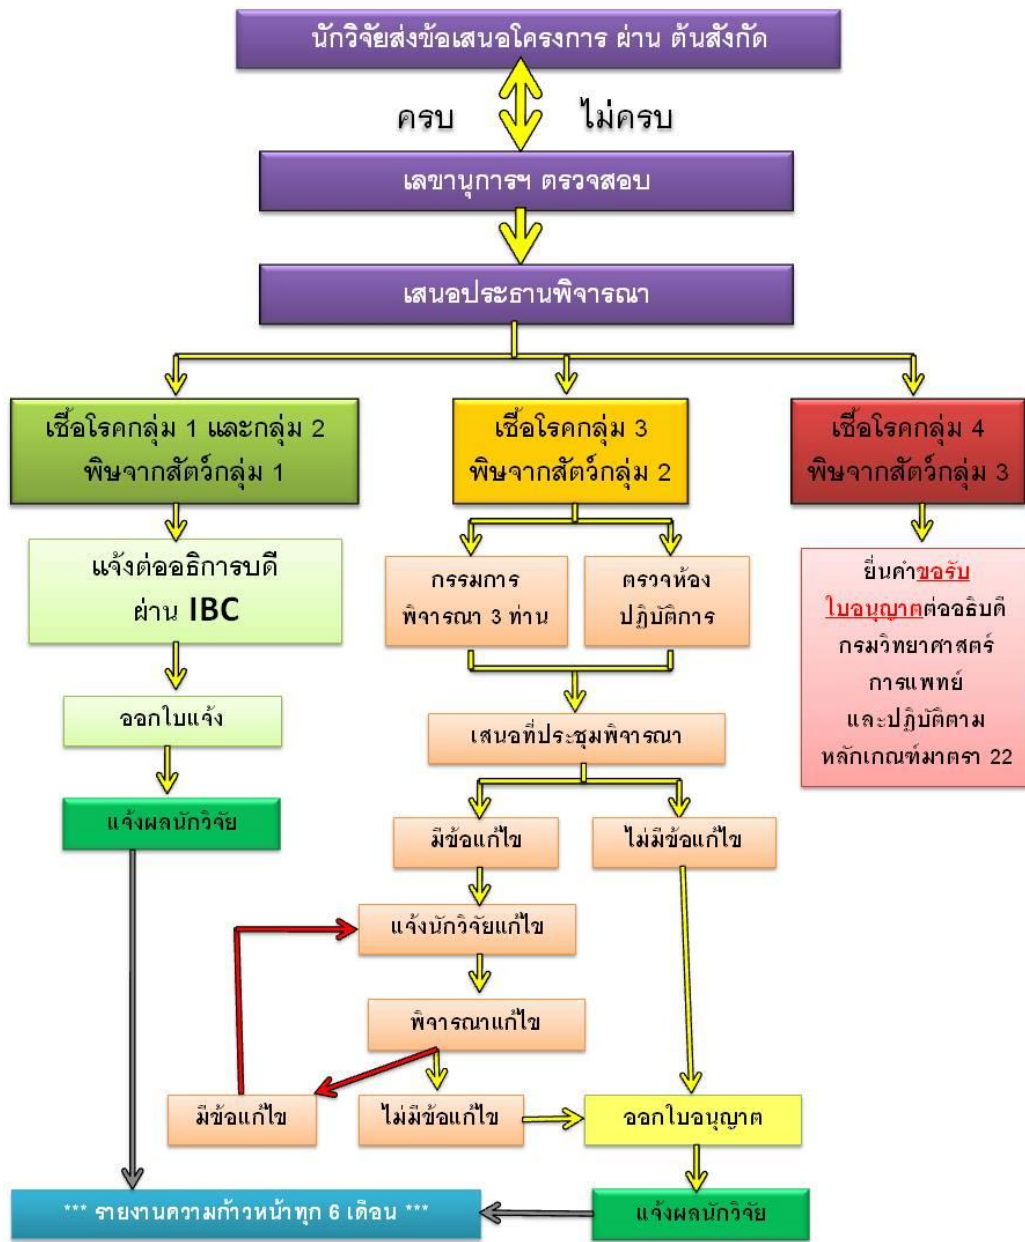 นักวิจัยส่งข้อเสนอโครงการ ผ่าน ต้นสังกัด
ครบ
ไม่ครบ
เลขานุการฯ ตรวจสอบ
เสนอประธานพิจารณา
เชื้อโรคกลุ่ม 1 และกลุ่ม 2
พิษจากสัตว์กลุ่ม 1
เชื้อโรคกลุ่ม 3
พิษจากสัตว์กลุ่ม 2
เชื้อโรคกลุ่ม 4
พิษจากสัตว์กลุ่ม 3
แจ้งต่ออธิการบดี
ผ่าน IBC
กรรมการ
พิจารณา 3 ท่าน
ตรวจห้อง
ปฏิบัติการ
ยื่นคำขอรับ
ใบอนุญาตต่ออธิบดี
กรมวิทยาศาสตร์
การแพทย์
และปฏิบัติตาม
หลักเกณฑ์มาตรา 22
ออกใบแจ้ง
เสนอที่ประชุมพิจารณา
แจ้งผลนักวิจัย
มีข้อแก้ไข
ไม่มีข้อแก้ไข
แจ้งนักวิจัยแก้ไข
พิจารณาแก้ไข
มีข้อแก้ไข
ไม่มีข้อแก้ไข
ออกใบอนุญาต
*** รายงานความก้าวหน้าทุก 6 เดือน ***
แจ้งผลนักวิจัย